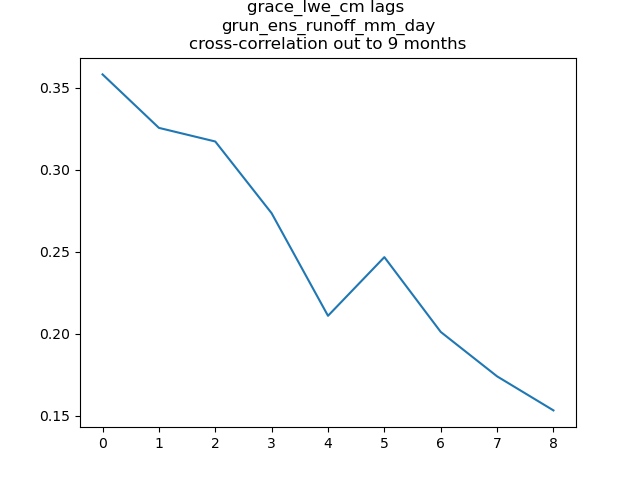 grace_lwe_cm lags
grun_ens_runoff_mm_day
cross-correlation out to 9 months
0.35
0.30
0.25
0.20
0.15
0 1 2 3 4 5 6 7 8